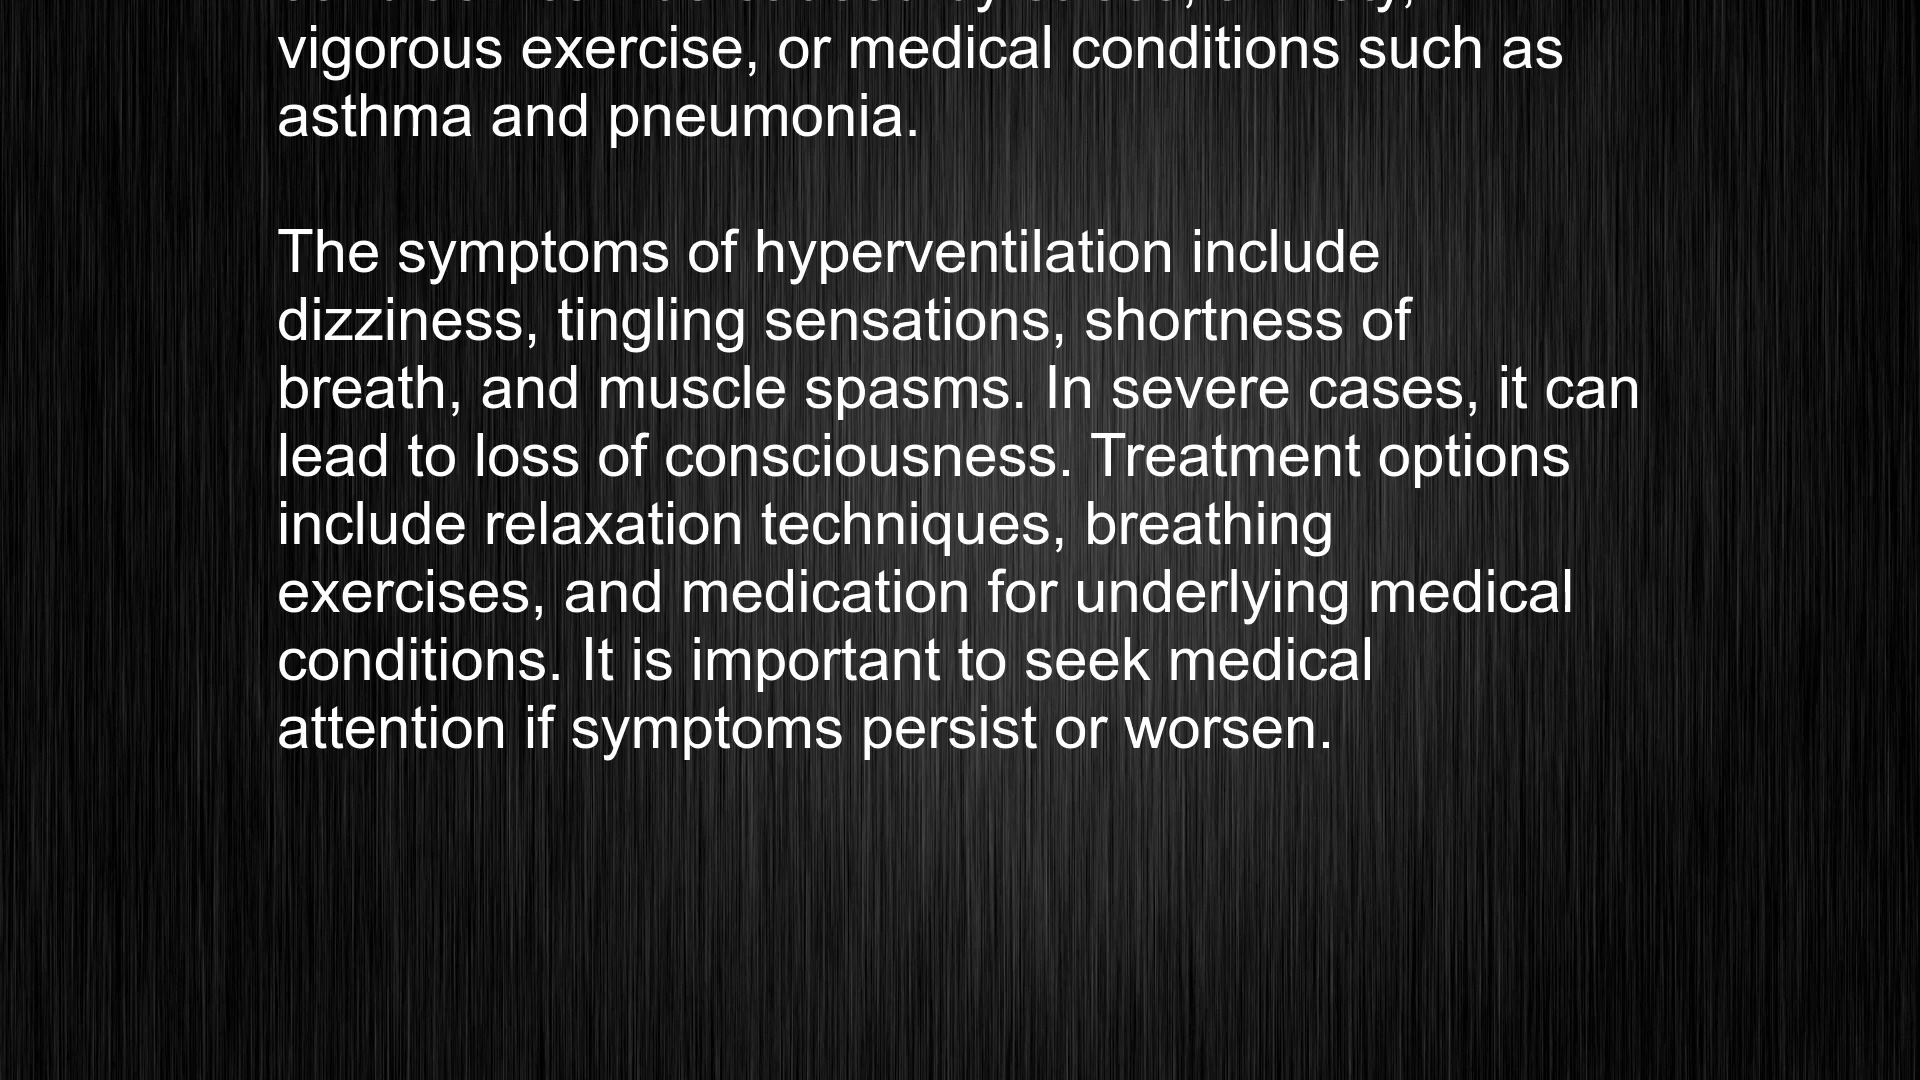 vigorous exercise, or medical conditions such as
asthma and pneumonia.
The symptoms of hyperventilation include
dizziness, tingling sensations, shortness of
breath, and muscle spasms. In severe cases, it can
lead to loss of consciousness. Treatment options
include relaxation techniques, breathing
exercises, and medication for underlying medical
conditions. It is important to seek medical
attention if symptoms persist or worsen.